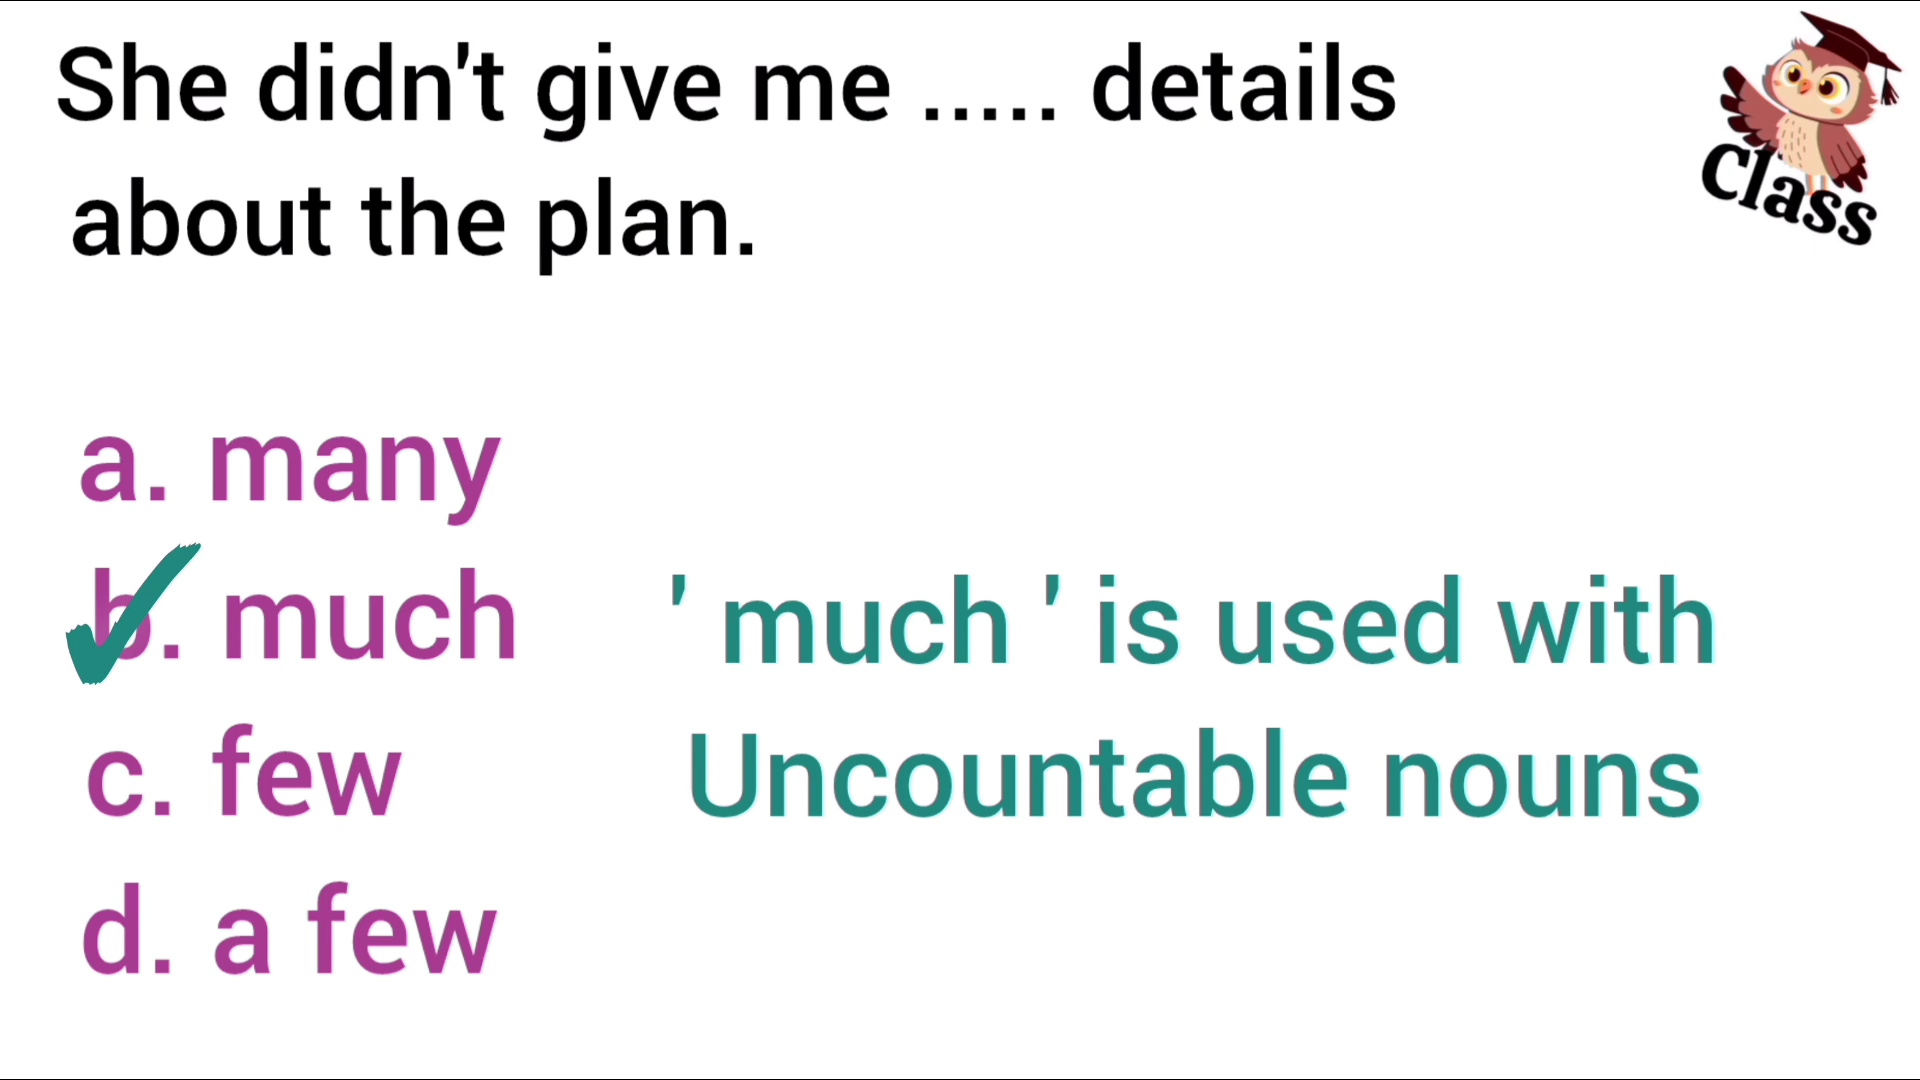 She didn't give me ..... details
about the plan.
Class
a. many
b. much
' much ' is used with
c. few
Uncountable nouns
d. a few